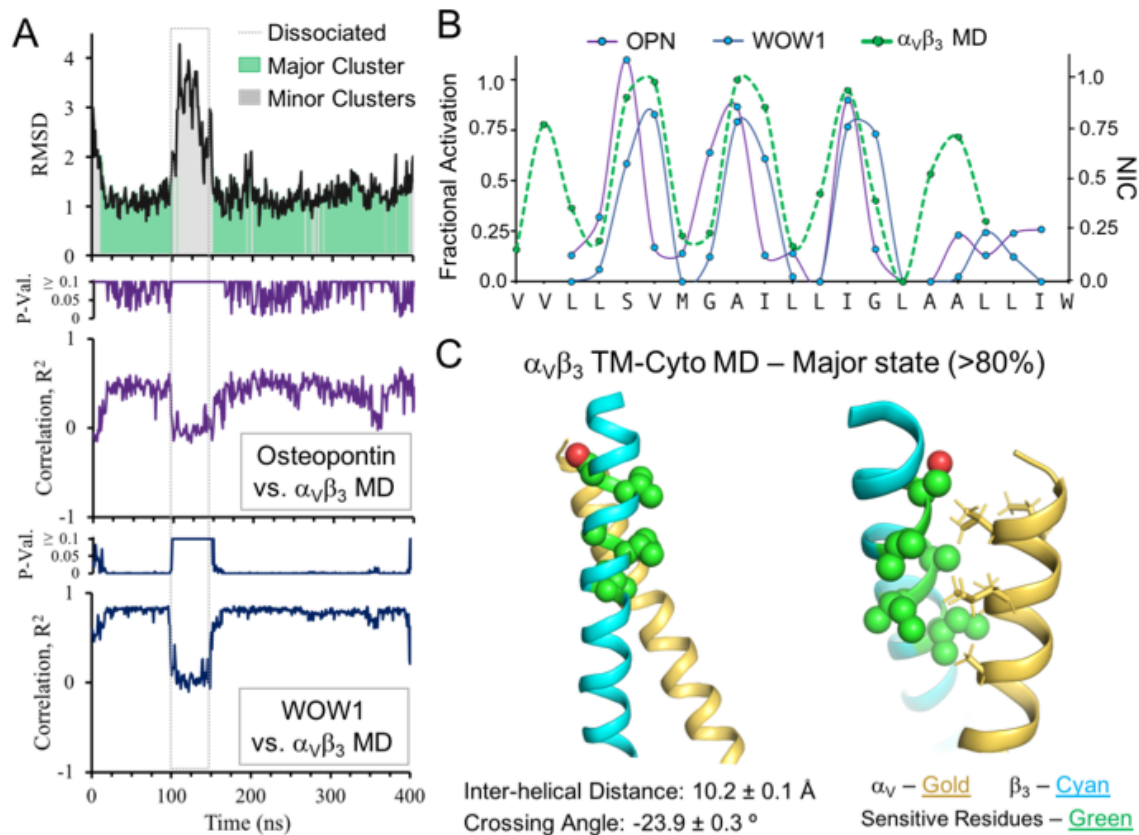 A
Dissociated
Major Cluster
Minor Clusters
RMSD
4
3
2
1
0
P-Val.
≥
0.1
0.05
0
Correlation, R²
1
0
-1
Osteopontin
vs. αVβ3 MD
P-Val.
≥
0.1
0.05
0
Correlation, R²
1
0
-1
WOW1
vs. αVβ3 MD
0 100 200 300 400
Time (ns)
B
OPN WOW1 αVβ3 MD
Fractional Activation
1.0
0.75
0.5
0.25
0.0
1.0
0.75
0.5
0.25
0.0
NIC
V V L L S V M G A I L L I G L A A L L I W
C
αVβ3 TM-Cyto MD – Major state (>80%)
Inter-helical Distance: 10.2 ± 0.1 Å
Crossing Angle: -23.9 ± 0.3 º
αV – Gold β3 – Cyan
Sensitive Residues – Green